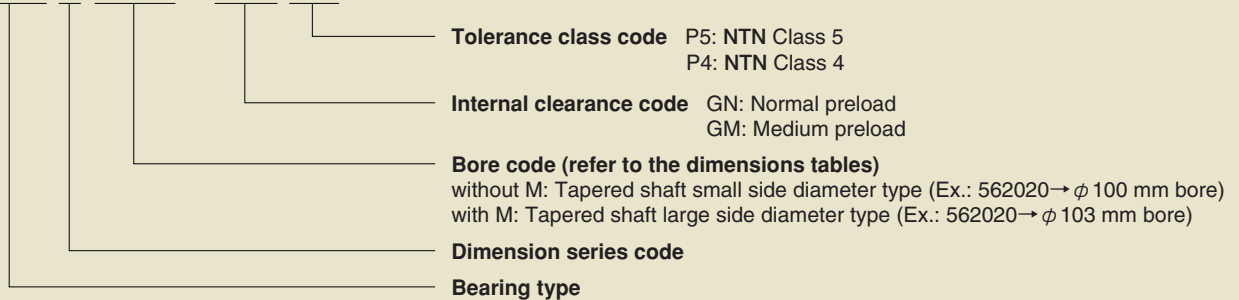 Tolerance class code P5: NTN Class 5
P4: NTN Class 4
Internal clearance code GN: Normal preload
GM: Medium preload
Bore code (refer to the dimensions tables)
without M: Tapered shaft small side diameter type (Ex.: 562020→ φ 100 mm bore)
with M: Tapered shaft large side diameter type (Ex.: 562020→ φ 103 mm bore)
Dimension series code
Bearing type